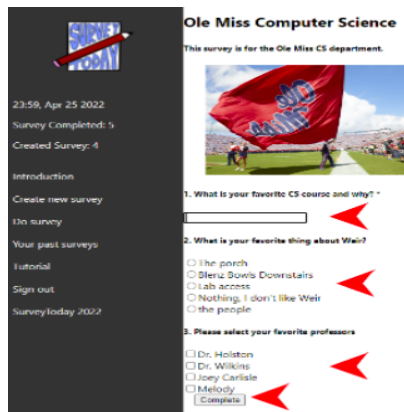 SURVEY
TODAY
23:59, Apr 25 2022
Survey Completed: 5
Created Survey: 4
Introduction
Create new survey
Do survey
Your past surveys
Tutorial
Sign out
SurveyToday 2022
Ole Miss Computer Science
This survey is for the Ole Miss CS department.
Ole Miss
1. What is your favorite CS course and why? *
2. What is your favorite thing about Weir?
The porch
Blenz Bowls Downstairs
Lab access
Nothing, I don't like Weir
the people
3. Please select your favorite professors
Dr. Holston
Dr. Wilkins
Joey Carlisle
Melody
Complete